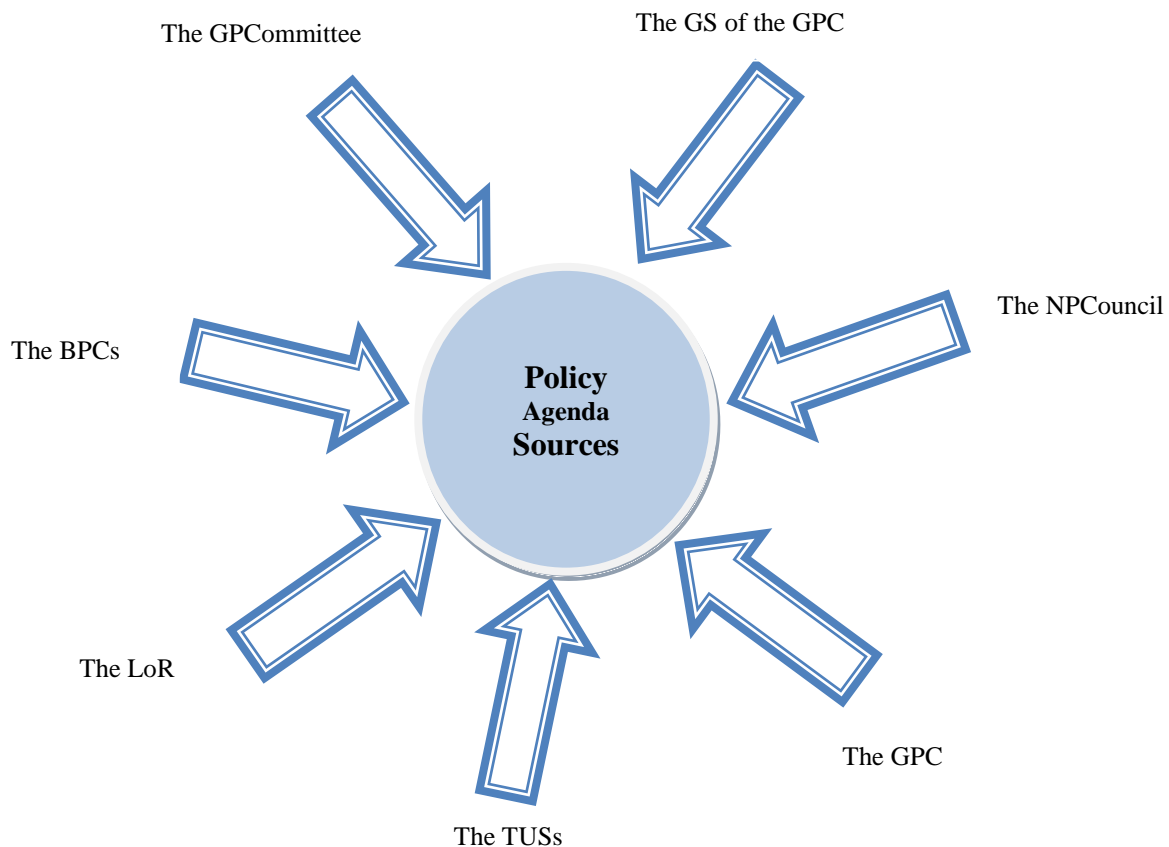 The GPCommittee
The GS of the GPC
The NPCouncil
The BPCs
Policy
Agenda
Sources
The LoR
The GPC
The TUSs